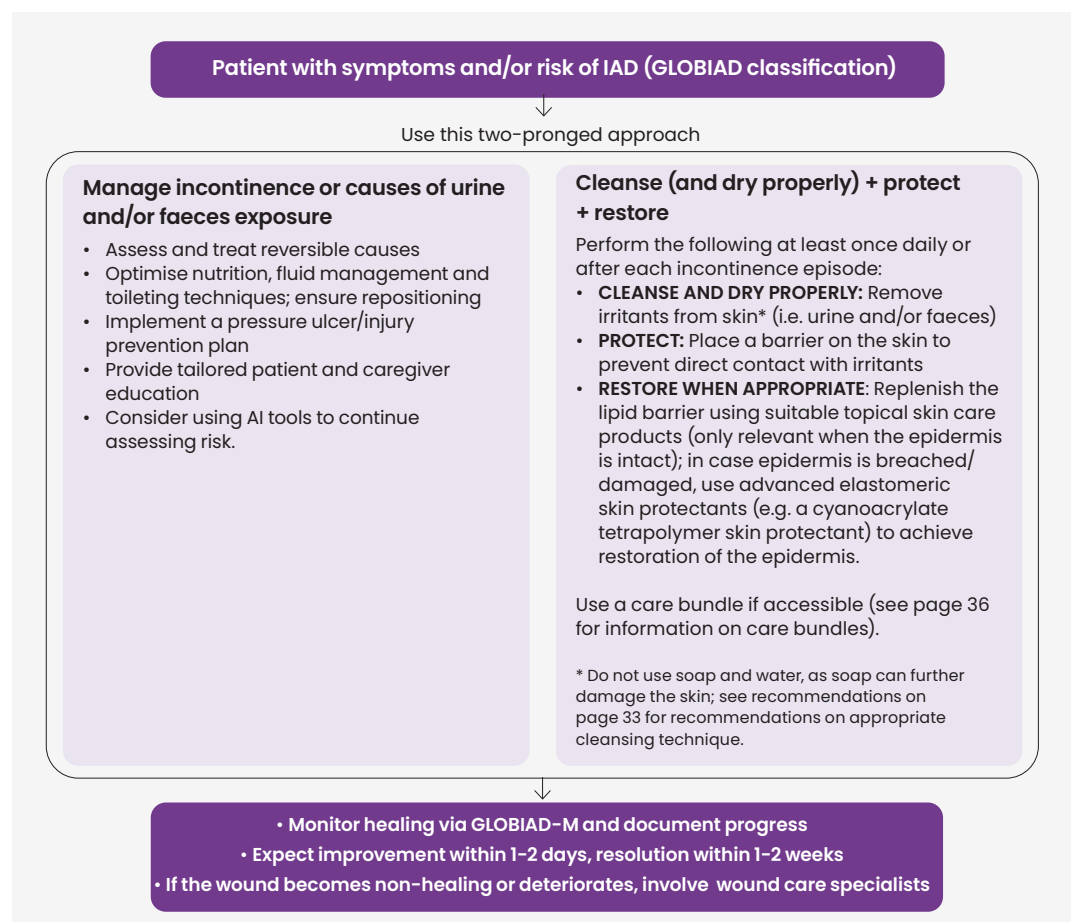 Patient with symptoms and/or risk of IAD (GLOBIAD classification)
Use this two-pronged approach
Manage incontinence or causes of urine
and/or faeces exposure
• Assess and treat reversible causes
• Optimise nutrition, fluid management and
toileting techniques; ensure repositioning
• Implement a pressure ulcer/injury
prevention plan
• Provide tailored patient and caregiver
education
• Consider using AI tools to continue
assessing risk.
Cleanse (and dry properly) + protect
+ restore
Perform the following at least once daily or
after each incontinence episode:
• CLEANSE AND DRY PROPERLY: Remove
irritants from skin* (i.e. urine and/or faeces)
• PROTECT: Place a barrier on the skin to
prevent direct contact with irritants
• RESTORE WHEN APPROPRIATE: Replenish the
lipid barrier using suitable topical skin care
products (only relevant when the epidermis
is intact); in case epidermis is breached/
damaged, use advanced elastomeric
skin protectants (e.g. a cyanoacrylate
tetrapolymer skin protectant) to achieve
restoration of the epidermis.
Use a care bundle if accessible (see page 36
for information on care bundles).
* Do not use soap and water, as soap can further
damage the skin; see recommendations on
page 33 for recommendations on appropriate
cleansing technique.
• Monitor healing via GLOBIAD-M and document progress
• Expect improvement within 1-2 days, resolution within 1-2 weeks
• If the wound becomes non-healing or deteriorates, involve wound care specialists